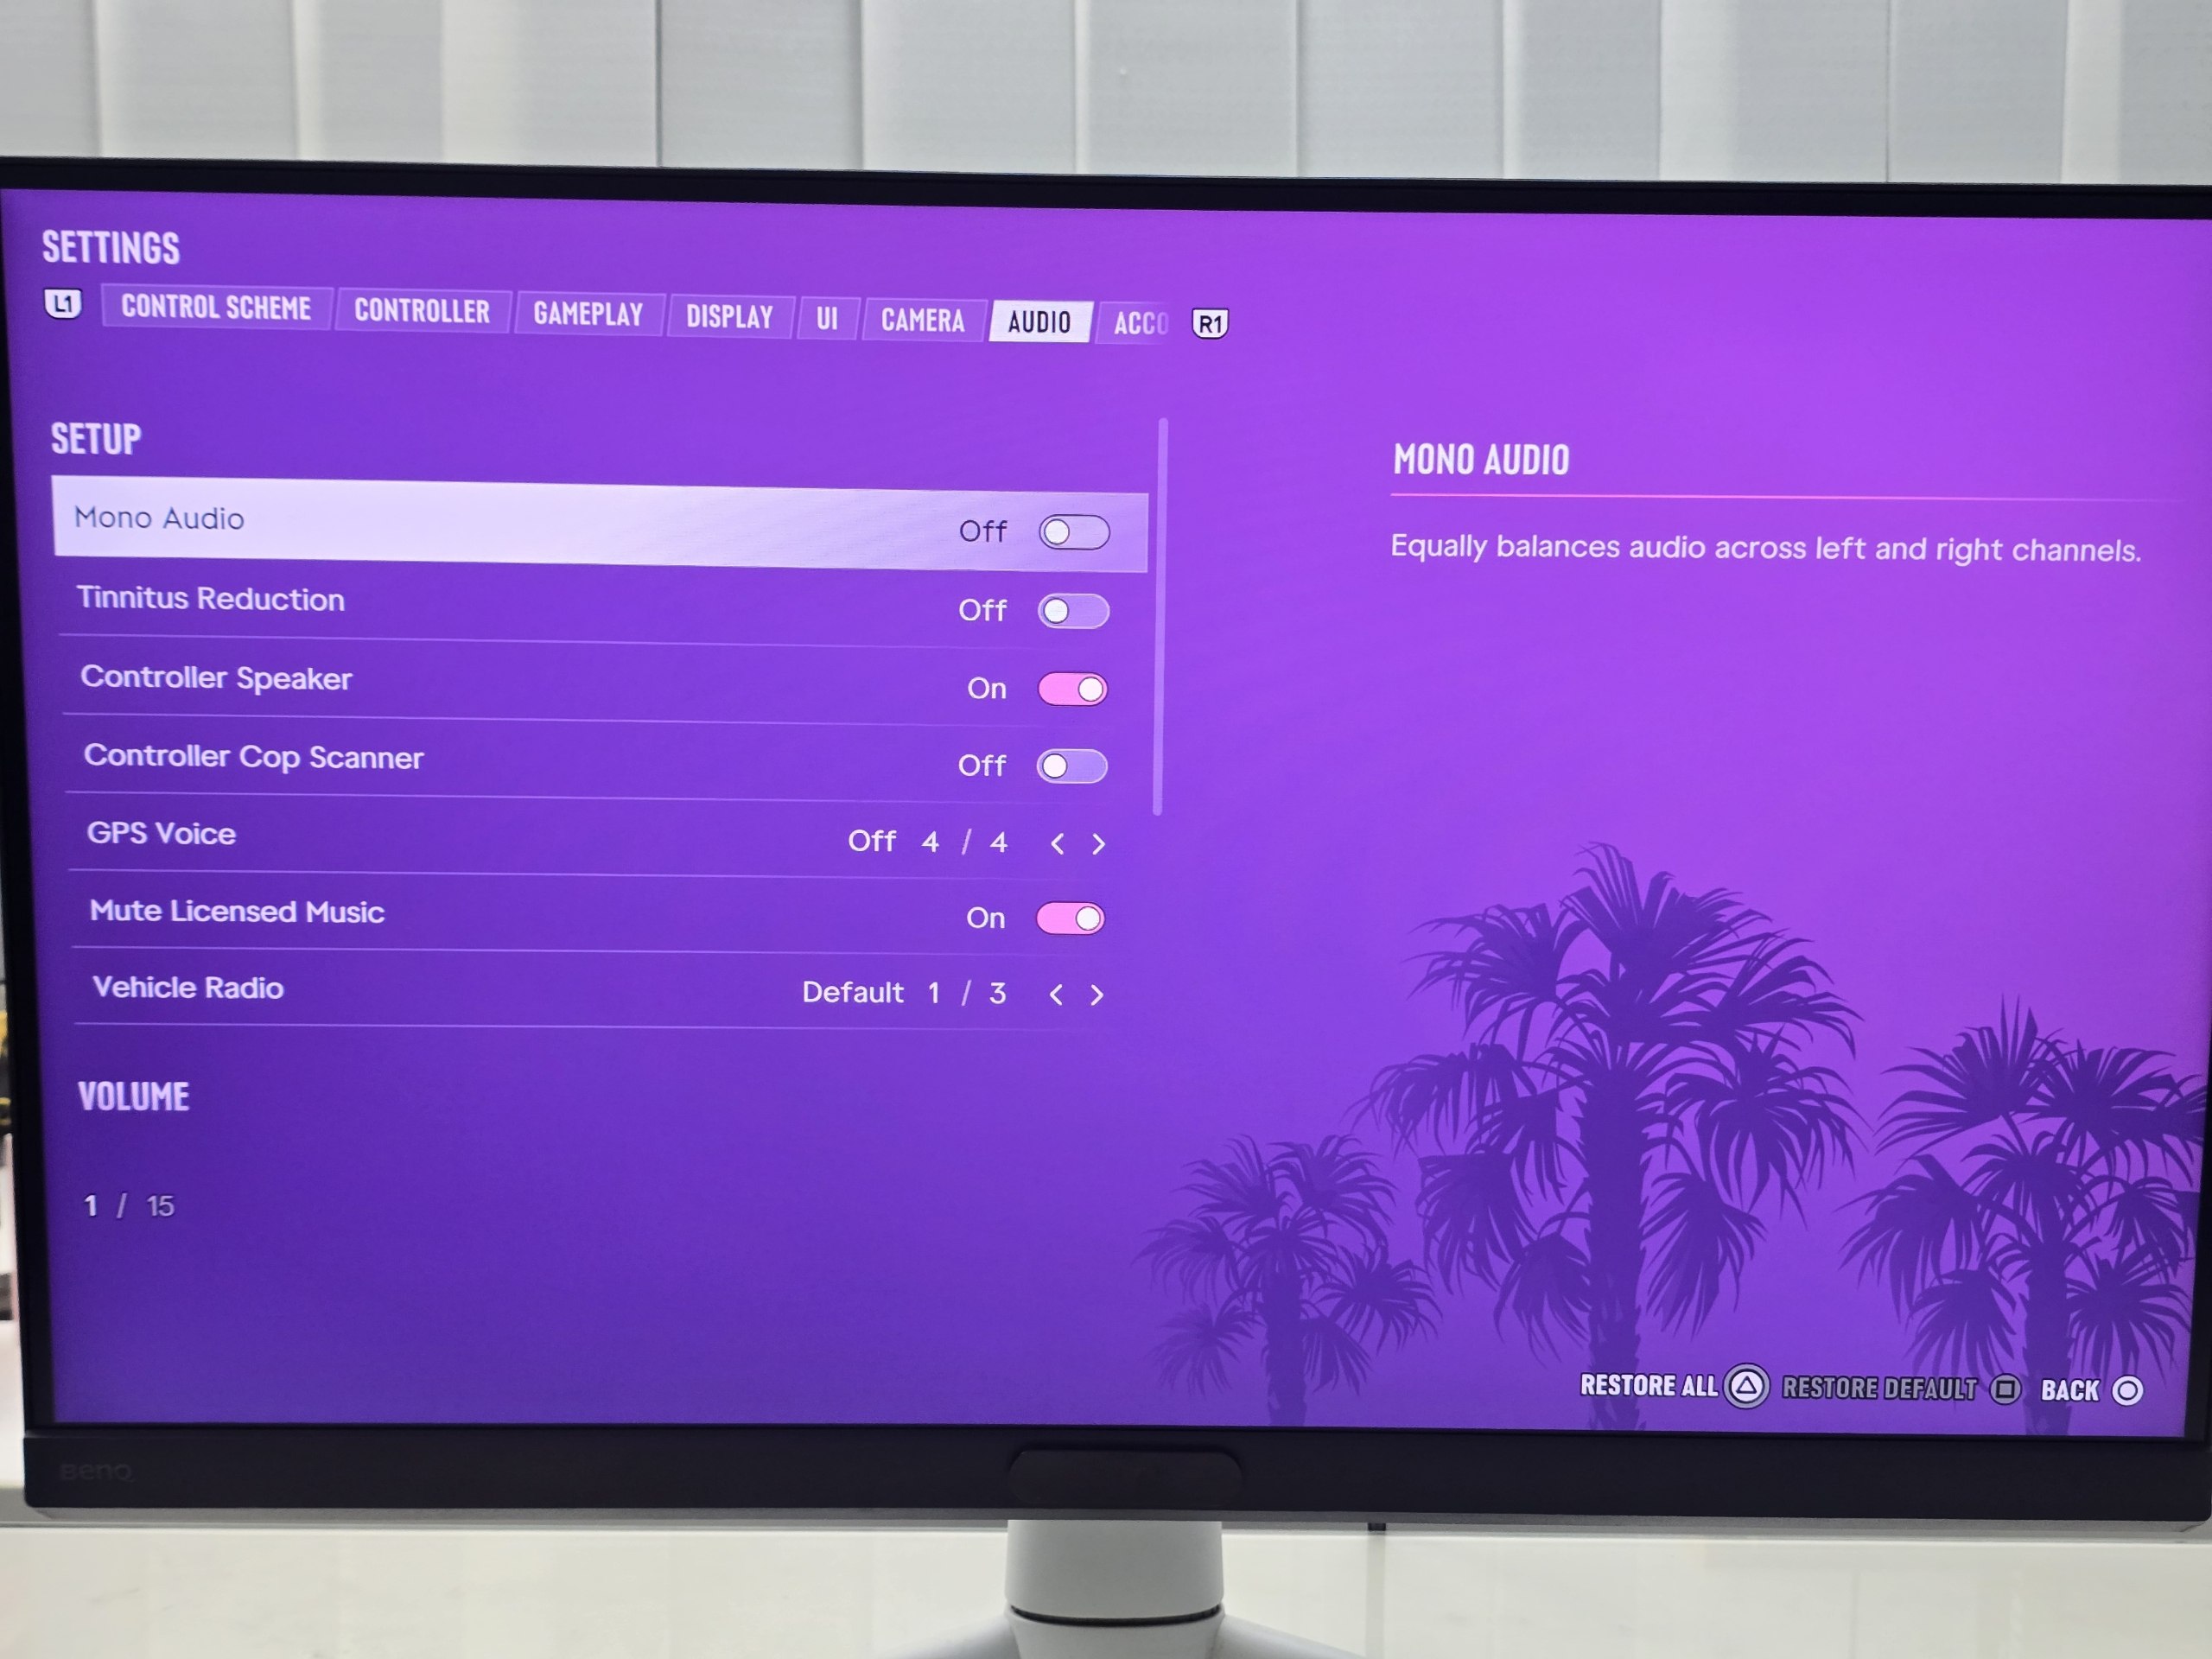 SETTINGS
L1 CONTROL SCHEME CONTROLLER GAMEPLAY DISPLAY UI CAMERA AUDIO ACCO R1
SETUP
Mono Audio Off
Tinnitus Reduction Off
Controller Speaker On
Controller Cop Scanner Off
GPS Voice Off 4 / 4 < >
Mute Licensed Music On
Vehicle Radio Default 1 / 3 < >
VOLUME
1 / 15
MONO AUDIO
Equally balances audio across left and right channels.
RESTORE ALL RESTORE DEFAULT BACK
BenQ